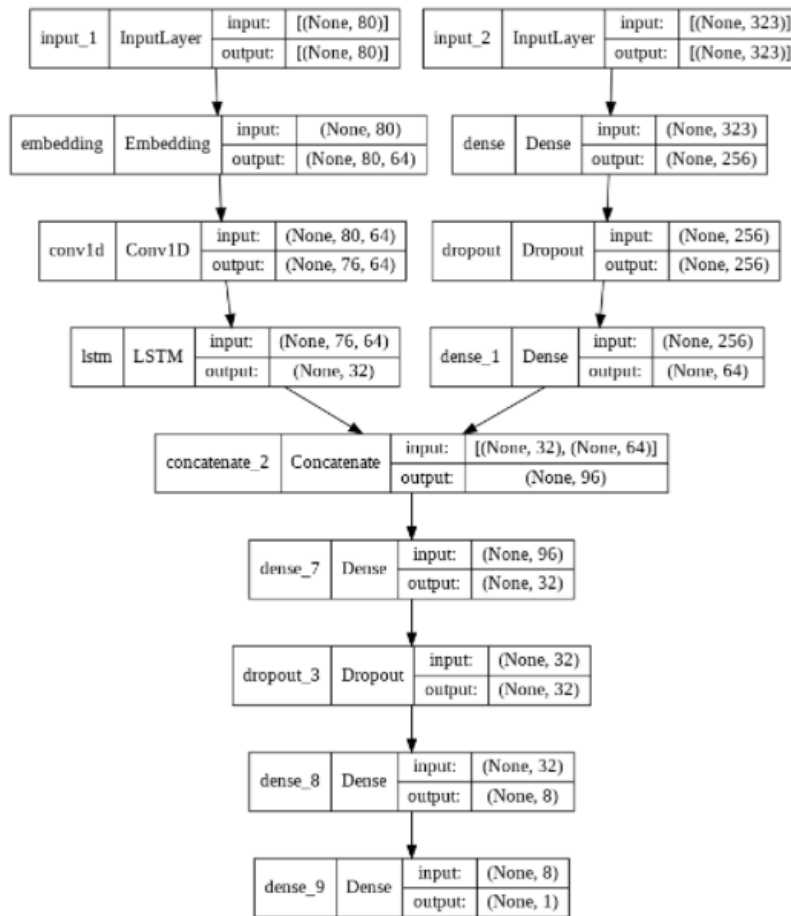 input_1 InputLayer input: [(None, 80)] output: [(None, 80)]
input_2 InputLayer input: [(None, 323)] output: [(None, 323)]
embedding Embedding input: (None, 80) output: (None, 80, 64)
dense Dense input: (None, 323) output: (None, 256)
conv1d Conv1D input: (None, 80, 64) output: (None, 76, 64)
dropout Dropout input: (None, 256) output: (None, 256)
lstm LSTM input: (None, 76, 64) output: (None, 32)
dense_1 Dense input: (None, 256) output: (None, 64)
concatenate_2 Concatenate input: [(None, 32), (None, 64)] output: (None, 96)
dense_7 Dense input: (None, 96) output: (None, 32)
dropout_3 Dropout input: (None, 32) output: (None, 32)
dense_8 Dense input: (None, 32) output: (None, 8)
dense_9 Dense input: (None, 8) output: (None, 1)